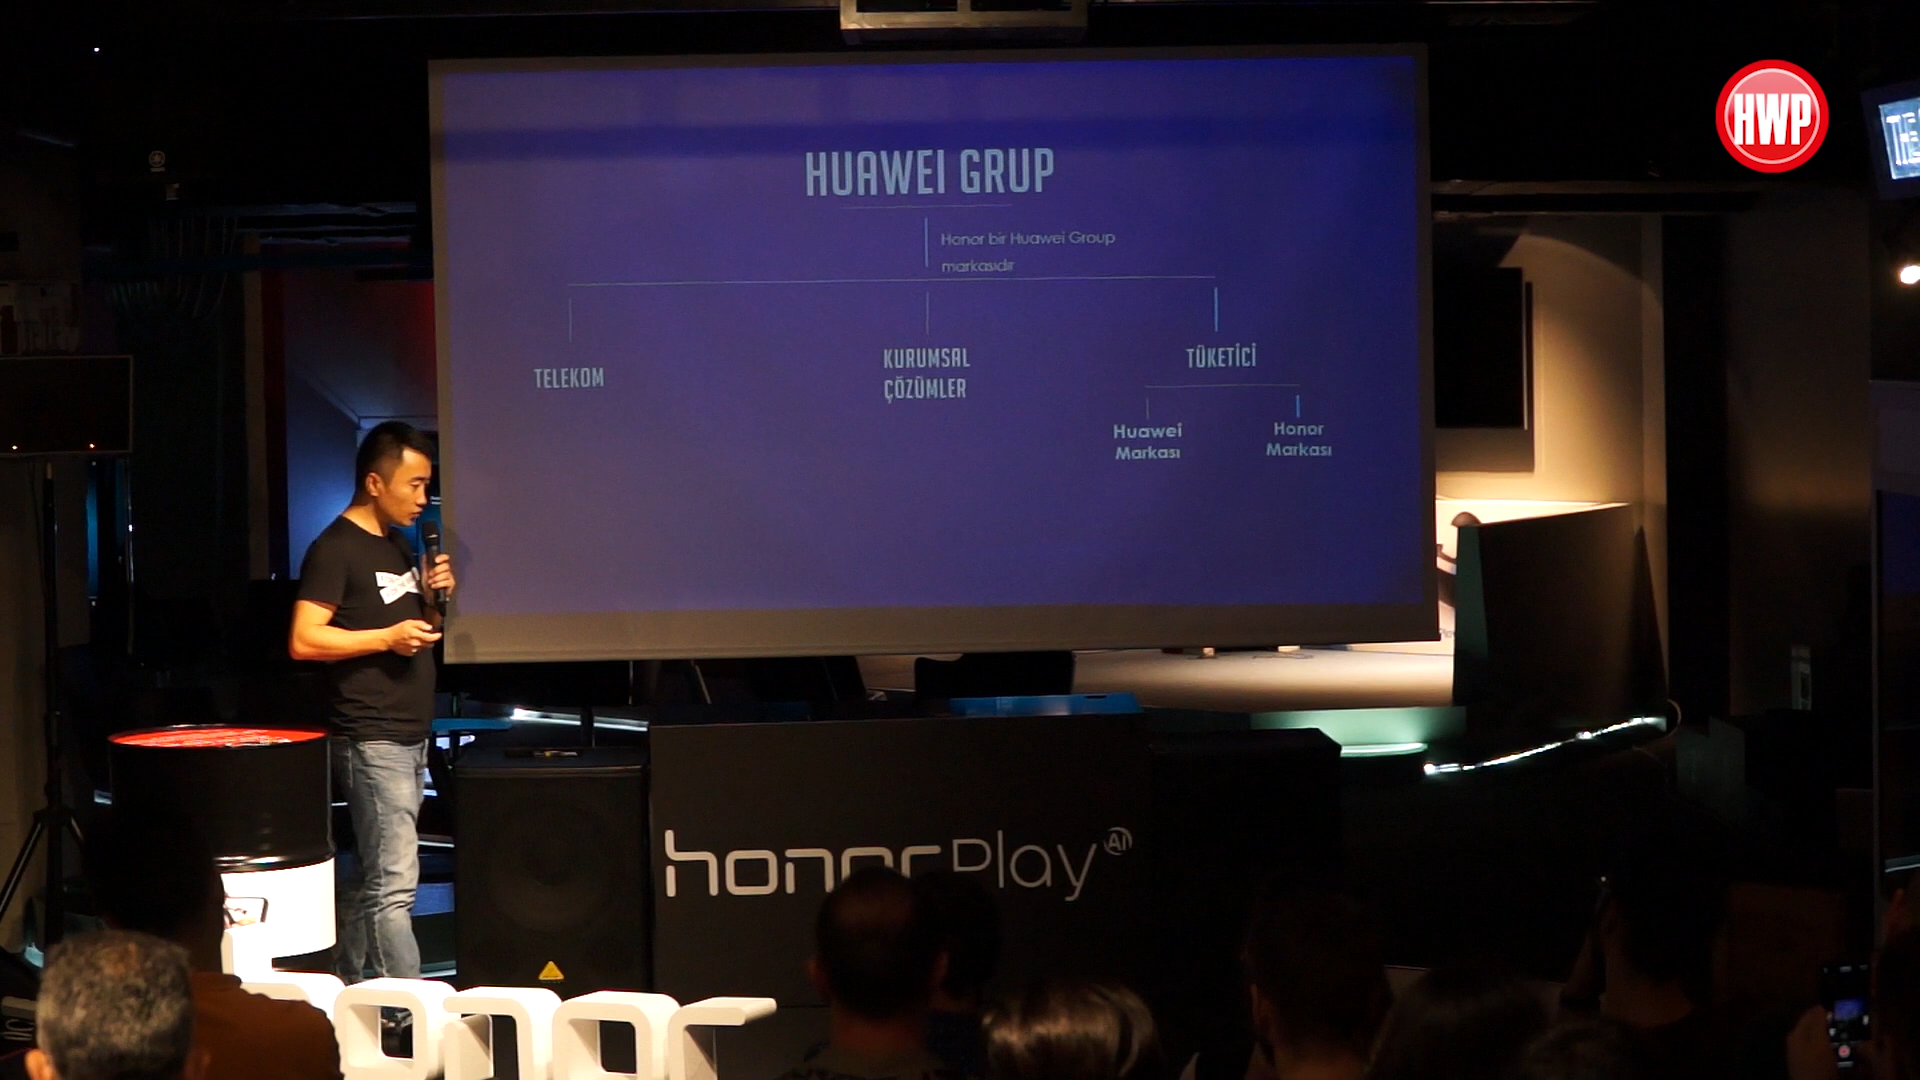 HUAWEI GRUP
Honor bir Huawei Group
markasıdır
TELEKOM
KURUMSAL
ÇÖZÜMLER
TÜKETİCİ
Huawei
Markası
Honor
Markası
HWP
honor Play AI
honor